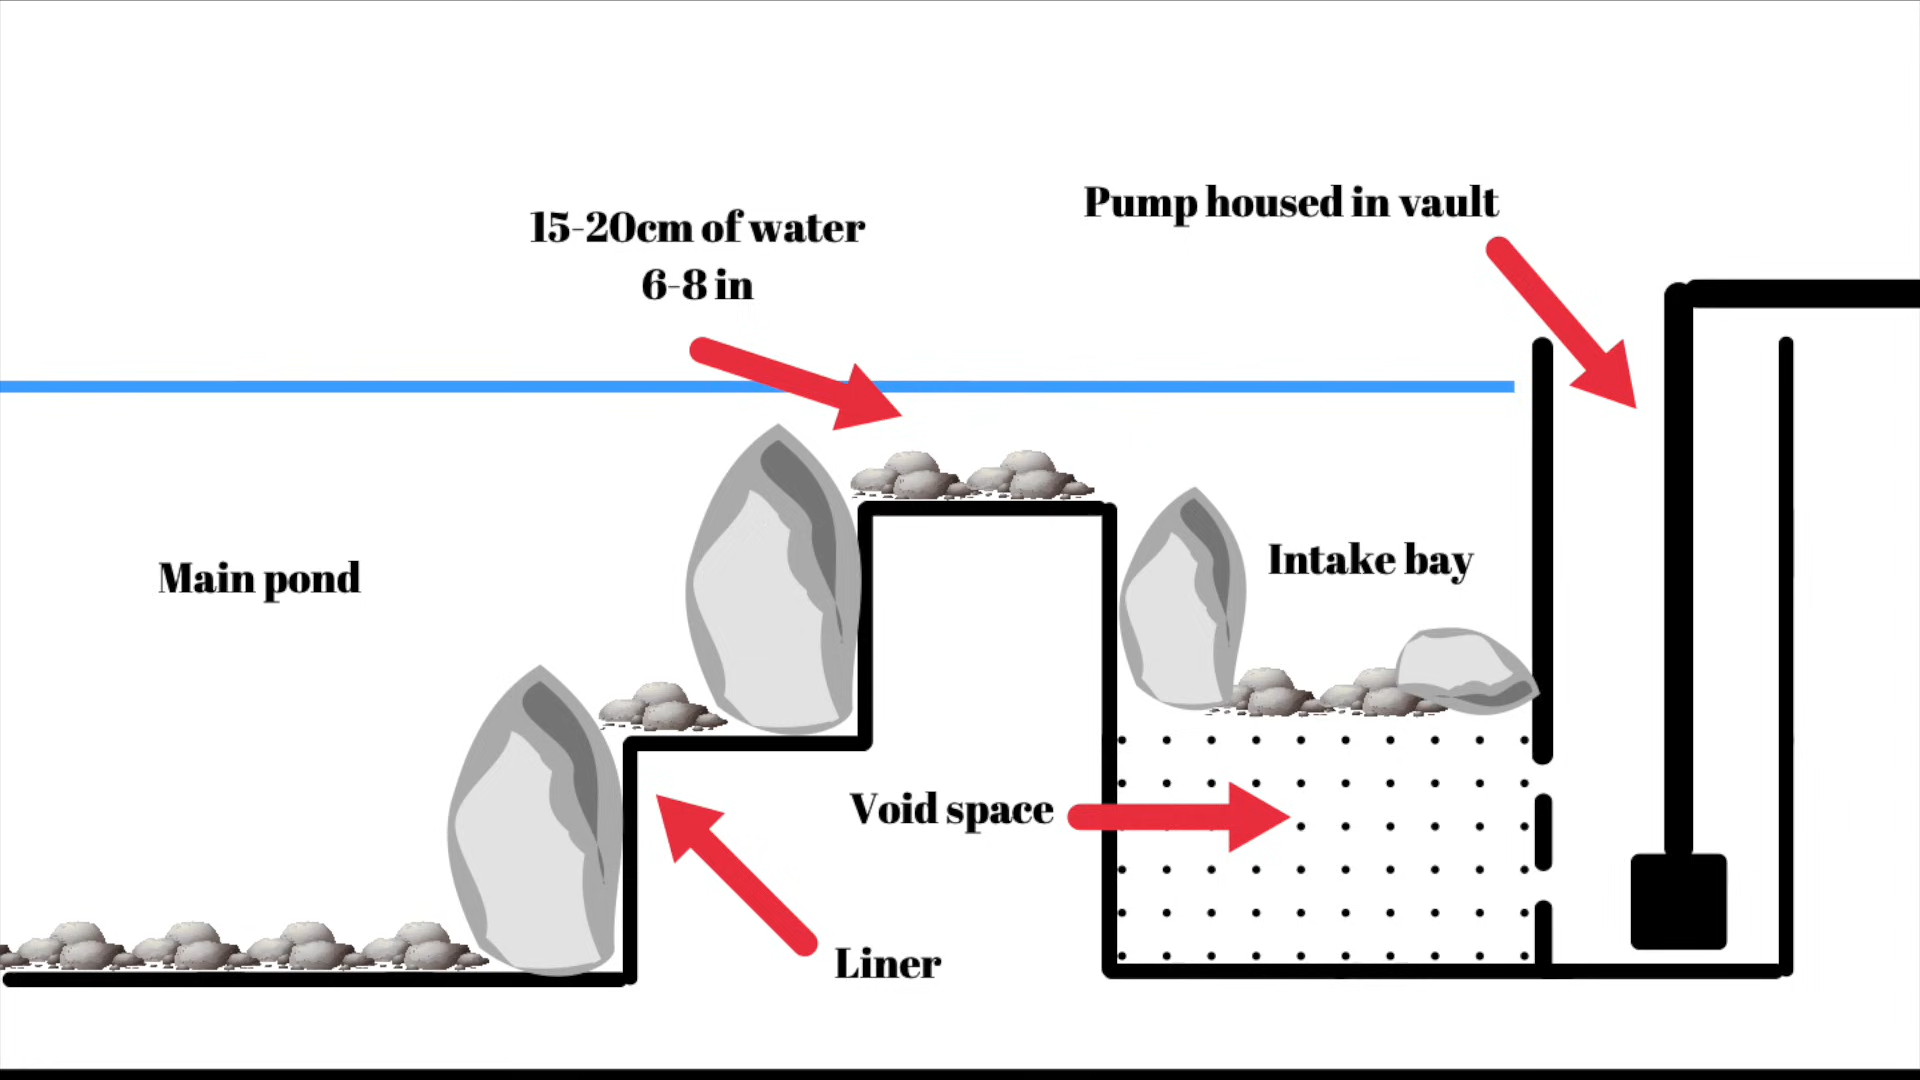 15-20cm of water
6-8 in
Pump housed in vault
Main pond
Intake bay
Void space
Liner